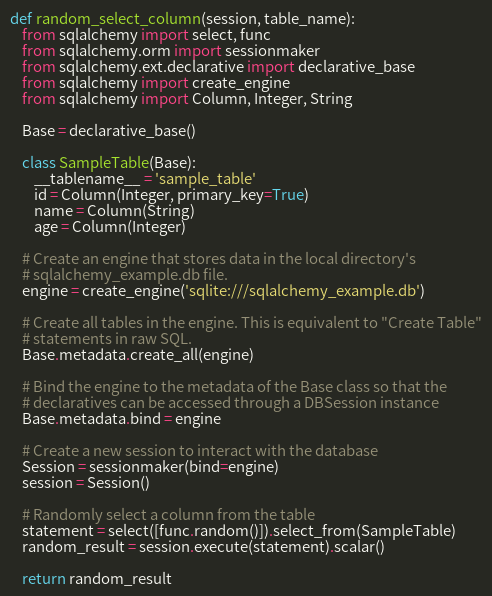 def random_select_column(session, table_name):
    from sqlalchemy import select, func
    from sqlalchemy.orm import sessionmaker
    from sqlalchemy.ext.declarative import declarative_base
    from sqlalchemy import create_engine
    from sqlalchemy import Column, Integer, String

    Base = declarative_base()

    class SampleTable(Base):
        __tablename__ = 'sample_table'
        id = Column(Integer, primary_key=True)
        name = Column(String)
        age = Column(Integer)

    # Create an engine that stores data in the local directory's
    # sqlalchemy_example.db file.
    engine = create_engine('sqlite:///sqlalchemy_example.db')

    # Create all tables in the engine. This is equivalent to "Create Table"
    # statements in raw SQL.
    Base.metadata.create_all(engine)

    # Bind the engine to the metadata of the Base class so that the
    # declaratives can be accessed through a DBSession instance
    Base.metadata.bind = engine

    # Create a new session to interact with the database
    Session = sessionmaker(bind=engine)
    session = Session()

    # Randomly select a column from the table
    statement = select([func.random()]).select_from(SampleTable)
    random_result = session.execute(statement).scalar()

    return random_result